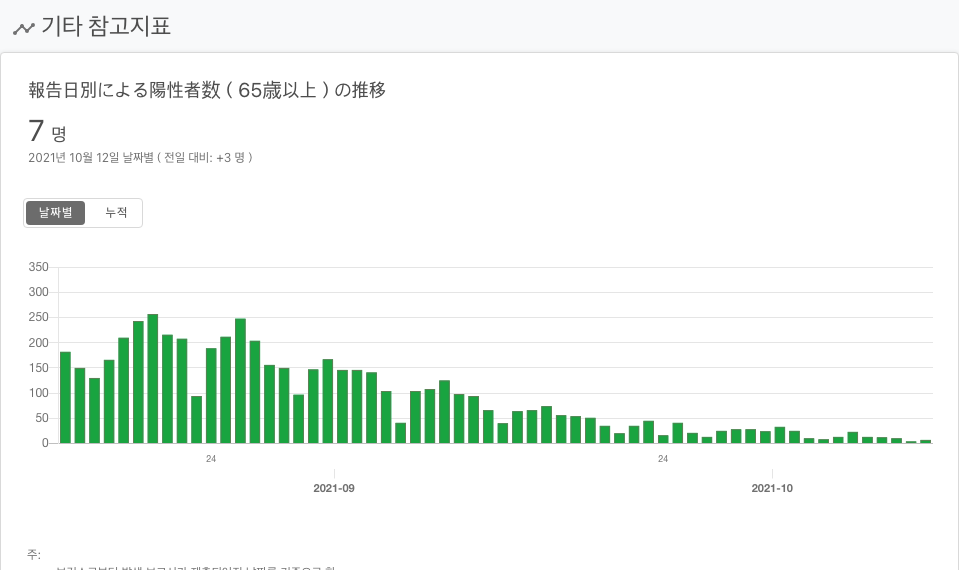 기타 참고지표
報告日別による陽性者数 ( 65歳以上 ) の推移
7 명
2021년 10월 12일 날짜별 ( 전일 대비: +3 명 )
날짜별 누적
350
300
250
200
150
100
50
0
24 24
2021-09 2021-10
주: